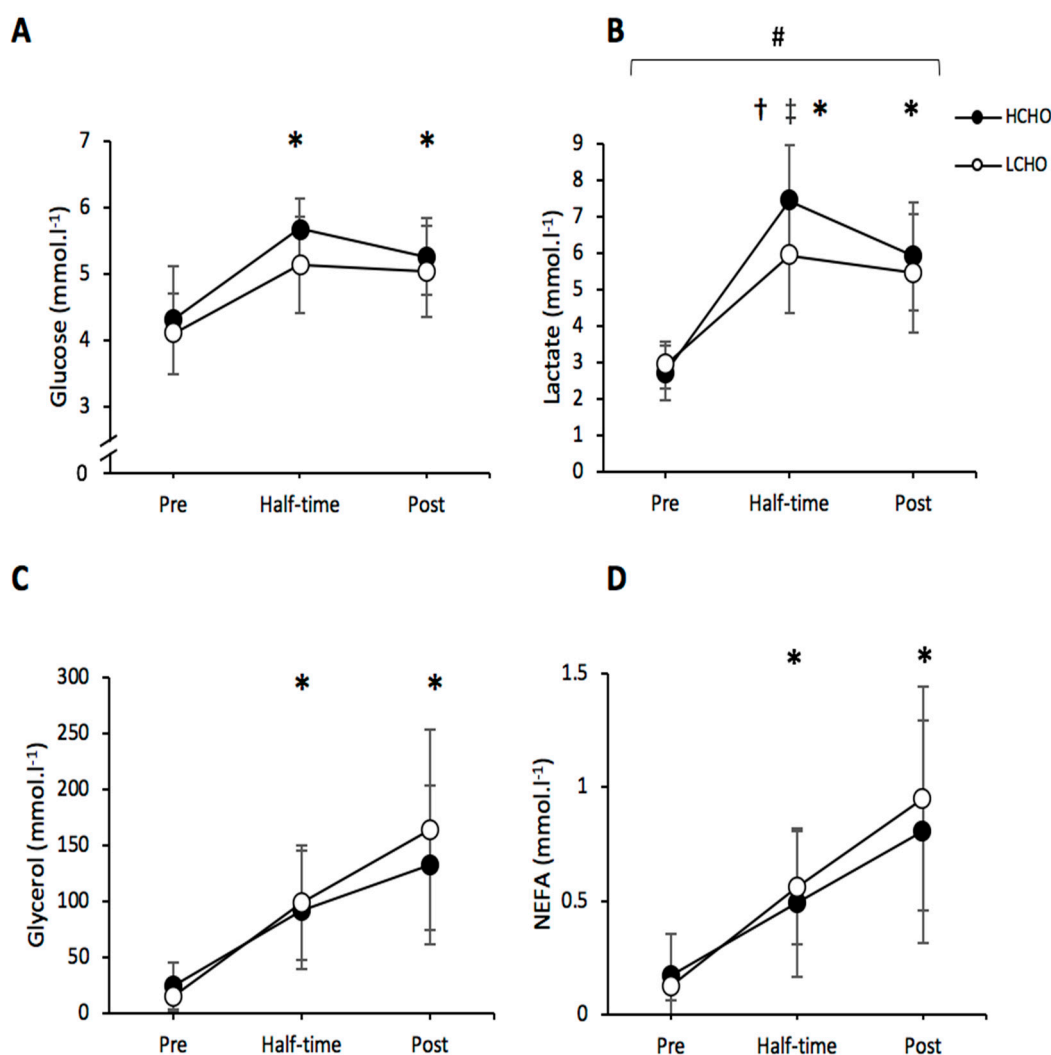 A
Glucose (mmol.l⁻¹)
7
6
5
4
3
0
*
*
Pre Half-time Post
B
#
† ‡ * *
HCHO
LCHO
Lactate (mmol.l⁻¹)
9
8
7
6
5
4
3
2
1
0
Pre Half-time Post
C
Glycerol (mmol.l⁻¹)
300
250
200
150
100
50
0
*
*
Pre Half-time Post
D
NEFA (mmol.l⁻¹)
1.5
1
0.5
0
*
*
Pre Half-time Post